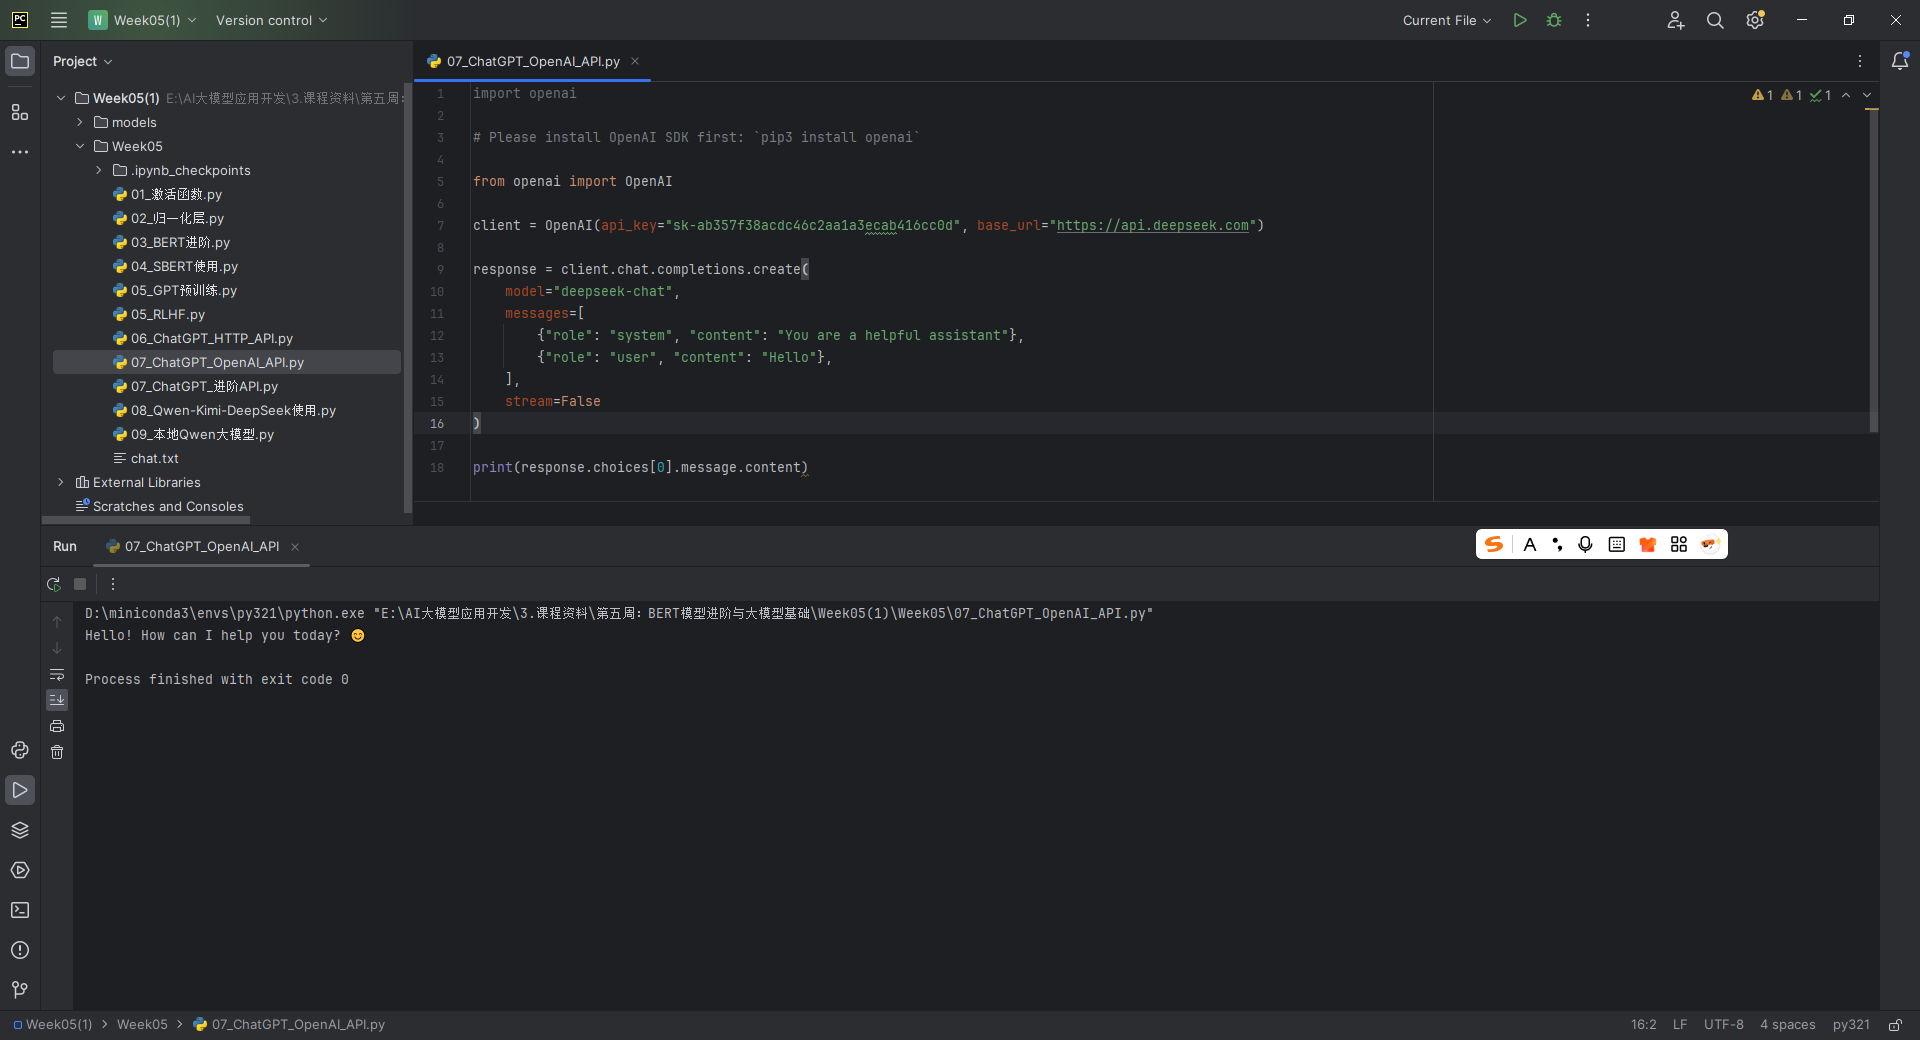 PC W Week05(1) Version control Current File
Project
07_ChatGPT_OpenAI_API.py
Week05(1) E:\AI大模型应用开发\3.课程资料\第五周:
models
Week05
.ipynb_checkpoints
01_激活函数.py
02_归一化层.py
03_BERT进阶.py
04_SBERT使用.py
05_GPT预训练.py
05_RLHF.py
06_ChatGPT_HTTP_API.py
07_ChatGPT_OpenAI_API.py
07_ChatGPT_进阶API.py
08_Qwen-Kimi-DeepSeek使用.py
09_本地Qwen大模型.py
chat.txt
External Libraries
Scratches and Consoles
1 import openai
2
3 # Please install OpenAI SDK first: `pip3 install openai`
4
5 from openai import OpenAI
6
7 client = OpenAI(api_key="sk-ab357f38acdc46c2aa1a3ecab416cc0d", base_url="https://api.deepseek.com")
8
9 response = client.chat.completions.create(
10 model="deepseek-chat",
11 messages=[
12 {"role": "system", "content": "You are a helpful assistant"},
13 {"role": "user", "content": "Hello"},
14 ],
15 stream=False
16 )
17
18 print(response.choices[0].message.content)
1 1 1
Run 07_ChatGPT_OpenAI_API
S A
D:\miniconda3\envs\py321\python.exe "E:\AI大模型应用开发\3.课程资料\第五周：BERT模型进阶与大模型基础\Week05(1)\Week05\07_ChatGPT_OpenAI_API.py"
Hello! How can I help you today? 😊
Process finished with exit code 0
Week05(1) > Week05 > 07_ChatGPT_OpenAI_API.py
16:2 LF UTF-8 4 spaces py321